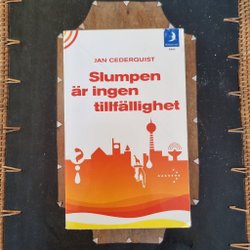 JAN CEDERQUIST
Slumpen
är ingen
tillfällighet